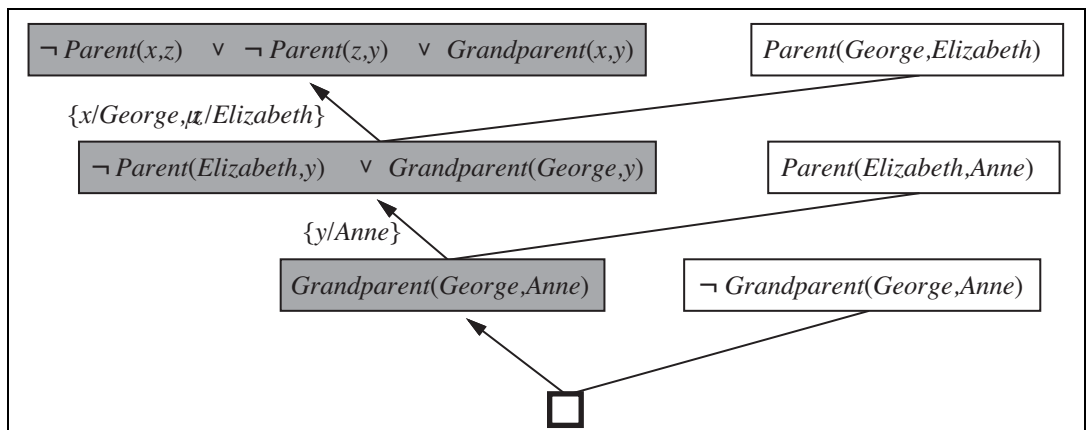 ¬ Parent(x,z) ∨ ¬ Parent(z,y) ∨ Grandparent(x,y)
Parent(George,Elizabeth)
{x/George, z/Elizabeth}
¬ Parent(Elizabeth,y) ∨ Grandparent(George,y)
Parent(Elizabeth,Anne)
{y/Anne}
Grandparent(George,Anne)
¬ Grandparent(George,Anne)